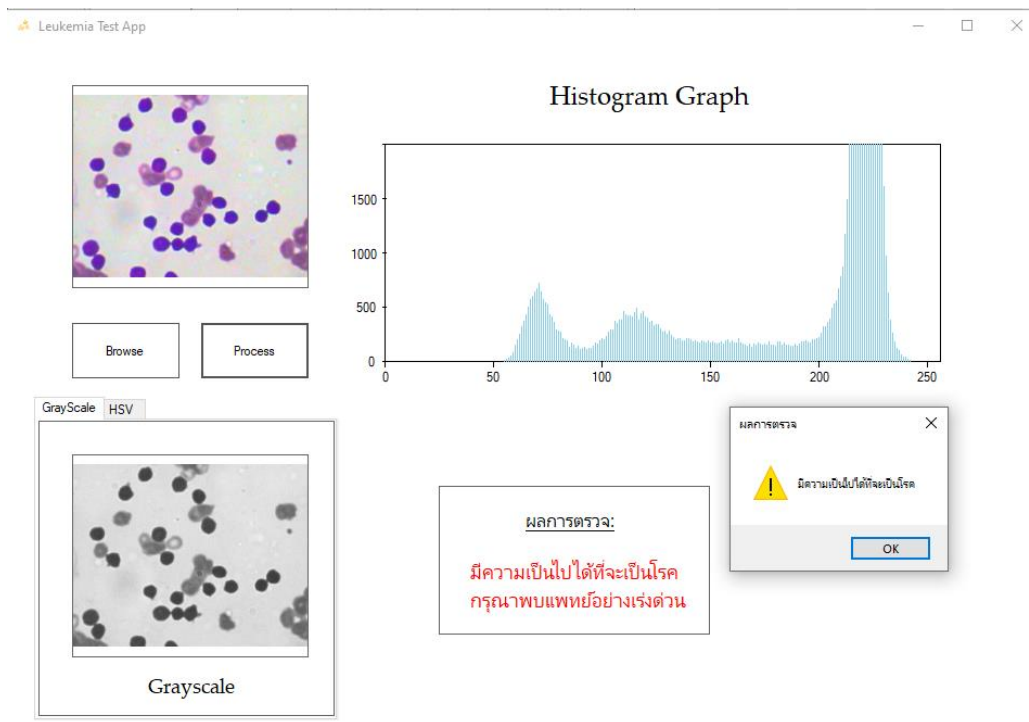 Leukemia Test App
Histogram Graph
1500
1000
500
0
0 50 100 150 200 250
Browse
Process
GrayScale
HSV
Grayscale
ผลการตรวจ:
มีความเป็นไปได้ที่จะเป็นโรค
กรุณาพบแพทย์อย่างเร่งด่วน
ผลการตรวจ
มีความเป็นไปได้ที่จะเป็นโรค
OK